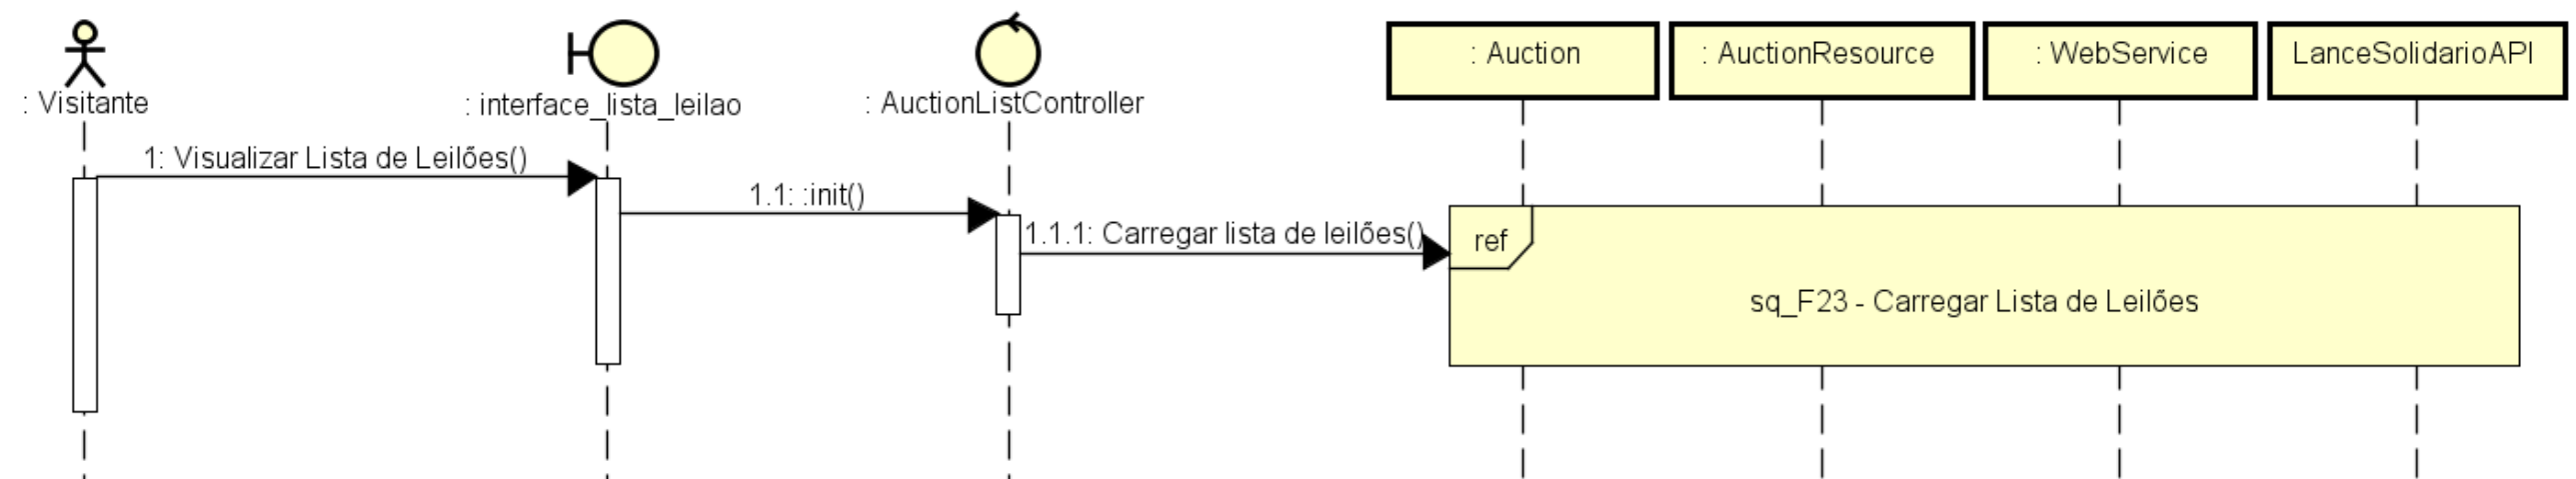 : Visitante
: interface_lista_leilao
: AuctionListController
: Auction
: AuctionResource
: WebService
LanceSolidarioAPI
1: Visualizar Lista de Leilões()
1.1: :init()
1.1.1: Carregar lista de leilões()
ref
sq_F23 - Carregar Lista de Leilões